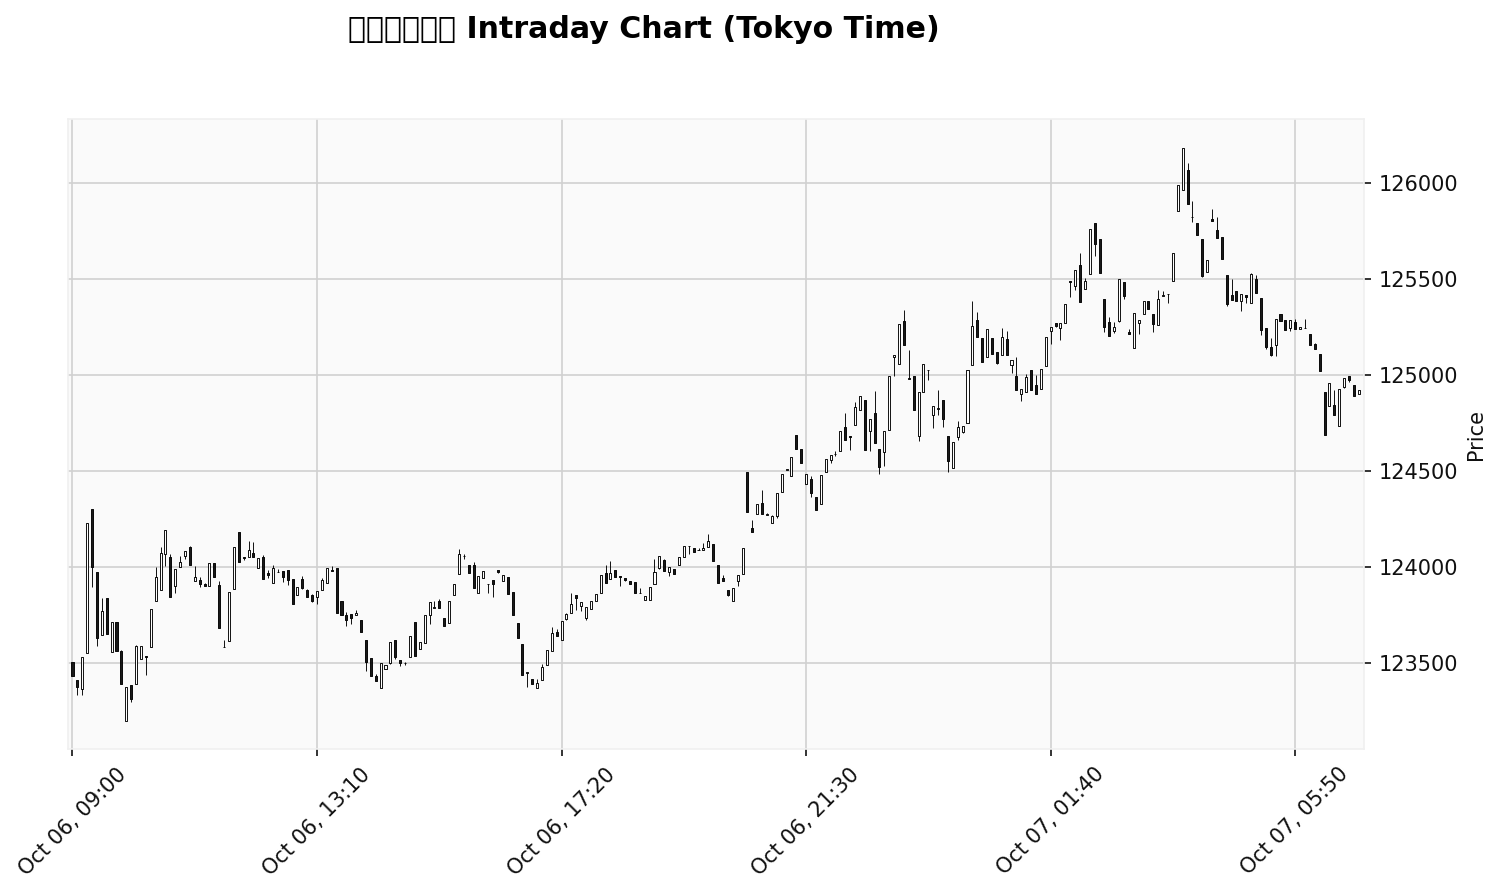 Intraday Chart (Tokyo Time)
126000
125500
125000
124500
124000
123500
Price
Oct 06, 09:00
Oct 06, 13:10
Oct 06, 17:20
Oct 06, 21:30
Oct 07, 01:40
Oct 07, 05:50